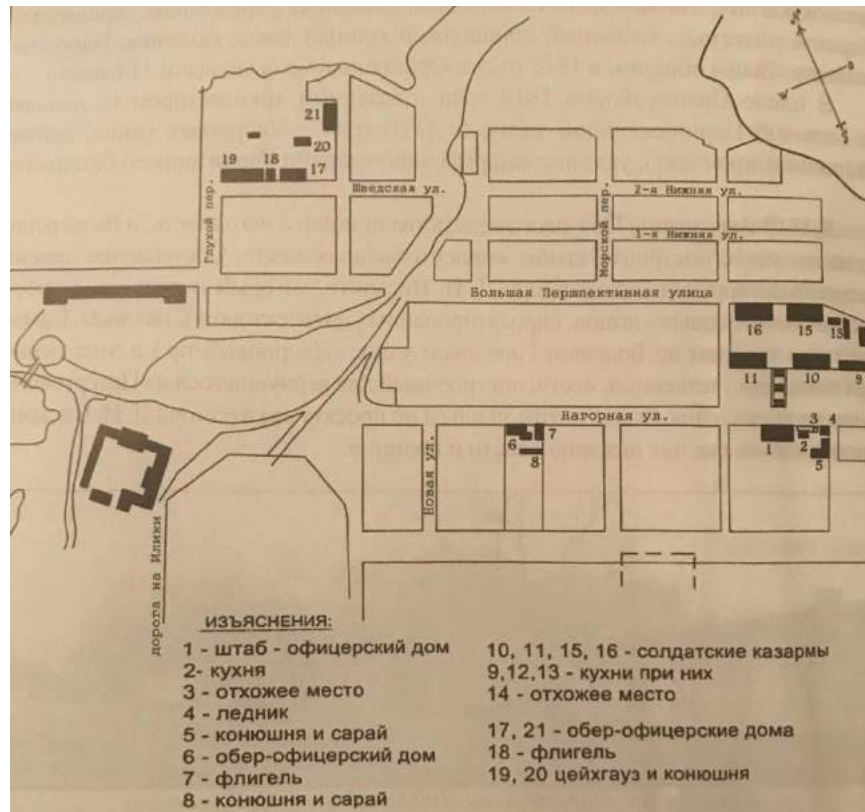 21
20
19 18 17
Шведская ул.
Глухой пер.
2-я Нижняя ул.
1-я Нижняя ул.
Морской пер.
Большая Першпективная улица
16 15 13
11 10 9
Нагорная ул.
Новая ул.
6 7
8
1 2 3 4
5
дорога на Илики
ИЗЪЯСНЕНИЯ:
1 - штаб - офицерский дом
2- кухня
3 - отхожее место
4 - ледник
5 - конюшня и сарай
6 - обер-офицерский дом
7 - флигель
8 - конюшня и сарай
10, 11, 15, 16 - солдатские казармы
9,12,13 - кухни при них
14 - отхожее место
17, 21 - обер-офицерские дома
18 - флигель
19, 20 цейхгауз и конюшня